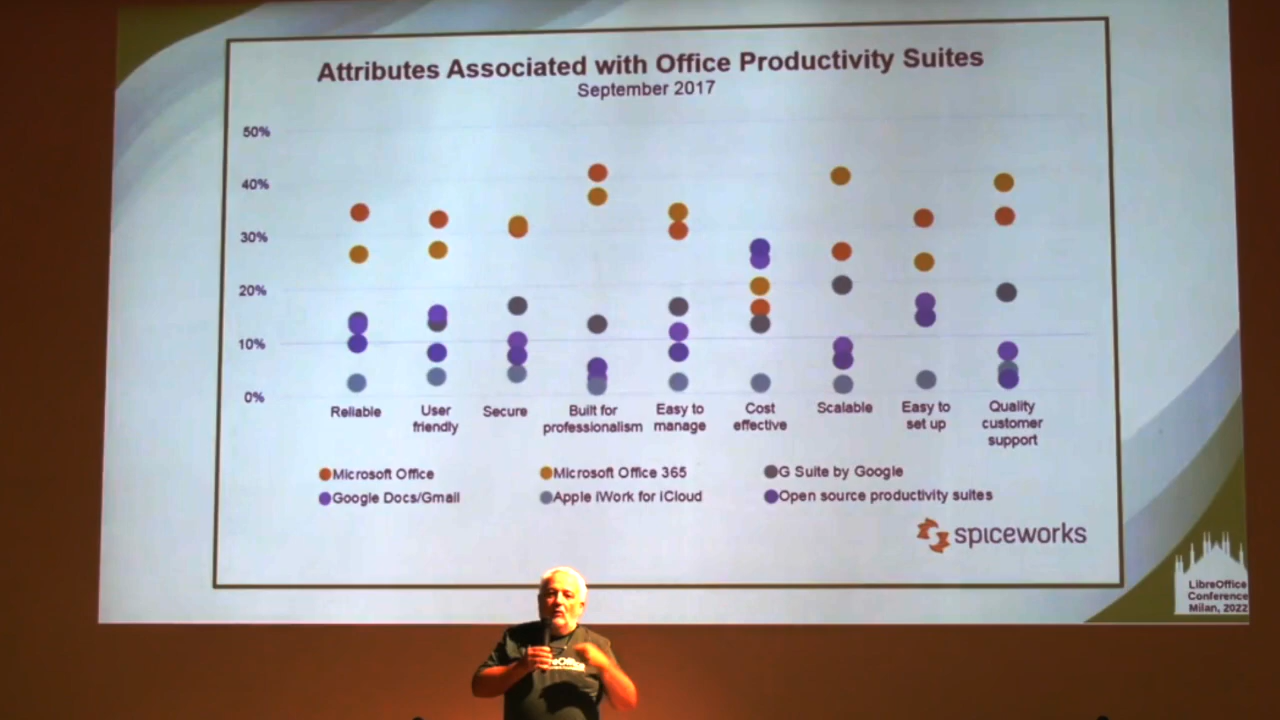 Attributes Associated with Office Productivity Suites
September 2017
50%
40%
30%
20%
10%
0%
Reliable
User
friendly
Secure
Built for
professionalism
Easy to
manage
Cost
effective
Scalable
Easy to
set up
Quality
customer
support
Microsoft Office
Microsoft Office 365
G Suite by Google
Google Docs/Gmail
Apple iWork for iCloud
Open source productivity suites
spiceworks
LibreOffice
Conference
Milan, 2022